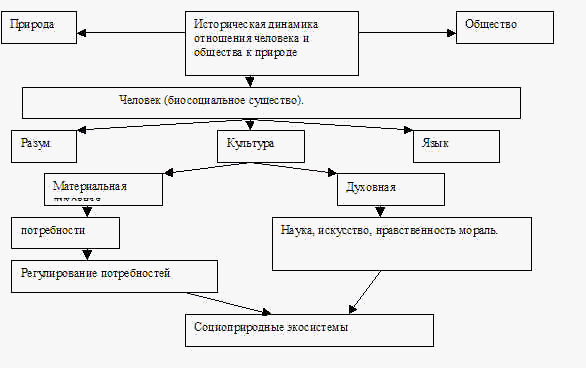 Природа
Историческая динамика
отношения человека и
общества к природе
Общество
Человек (биосоциальное существо).
Разум
Культура
Язык
Материальная
духовная
Духовная
потребности
Наука, искусство, нравственность мораль.
Регулирование потребностей
Социоприродные экосистемы